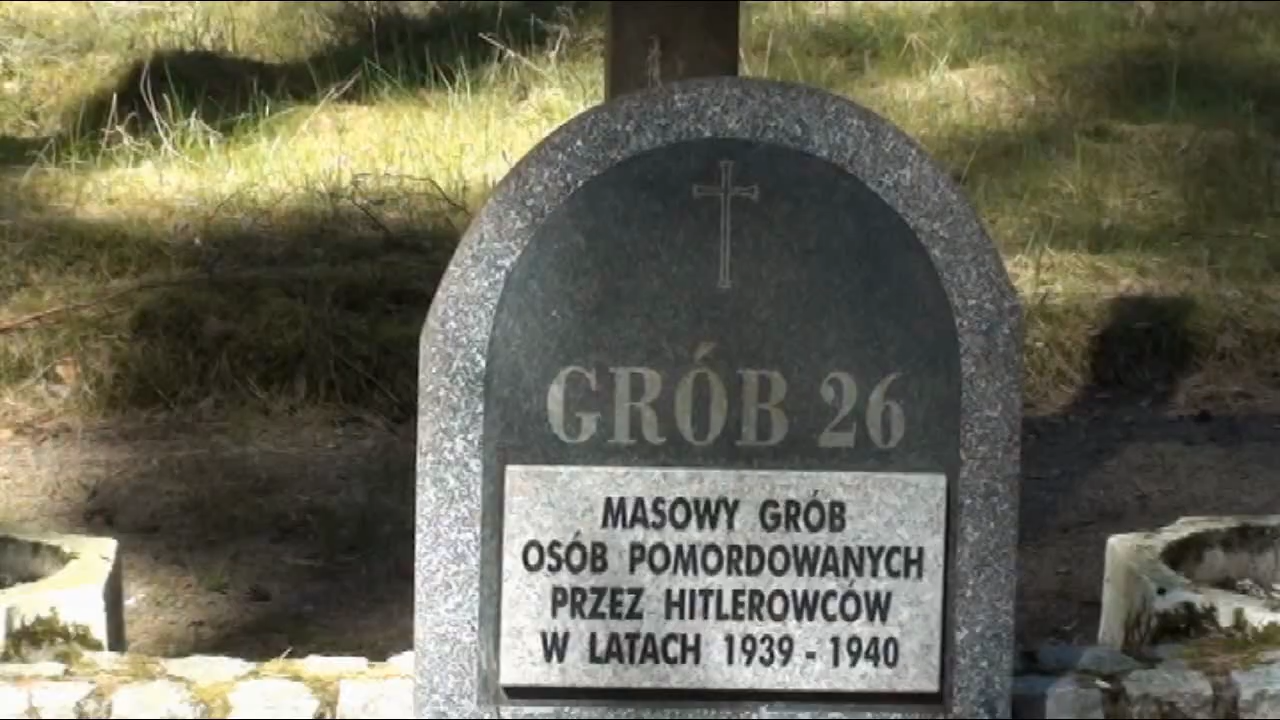 GRÓB 26
MASOWY GRÓB
OSÓB POMORDOWANYCH
PRZEZ HITLEROWCÓW
W LATACH 1939 - 1940